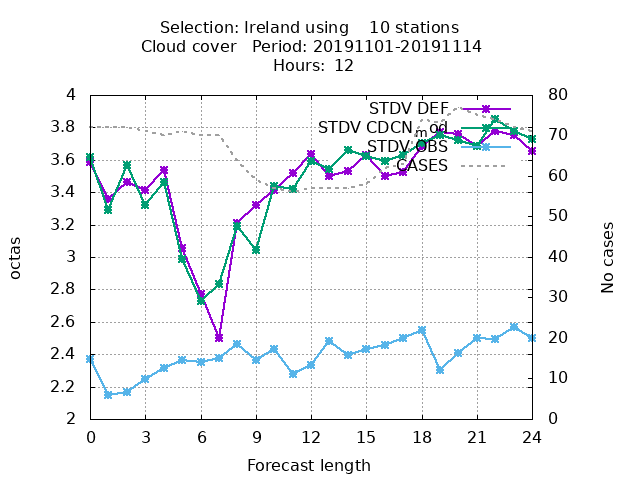 Selection: Ireland using    10 stations
Cloud cover   Period: 20191101-20191114
Hours: 12
4
3.8
3.6
3.4
3.2
3
2.8
2.6
2.4
2.2
2
octas
80
70
60
50
40
30
20
10
0
No cases
STDV DEF
STDV CDCN_mod
STDV OBS
CASES
0 3 6 9 12 15 18 21 24
Forecast length